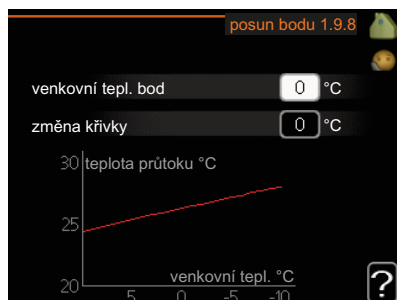 posun bodu 1.9.8
venkovní tepl. bod 0 °C
změna křivky 0 °C
30 teplota průtoku °C
25
venkovní tepl. °C
20
5 0 -5 -10
?